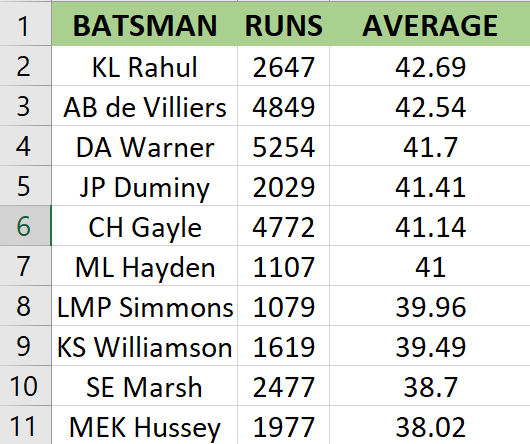 1 BATSMAN RUNS AVERAGE
2 KL Rahul 2647 42.69
3 AB de Villiers 4849 42.54
4 DA Warner 5254 41.7
5 JP Duminy 2029 41.41
6 CH Gayle 4772 41.14
7 ML Hayden 1107 41
8 LMP Simmons 1079 39.96
9 KS Williamson 1619 39.49
10 SE Marsh 2477 38.7
11 MEK Hussey 1977 38.02